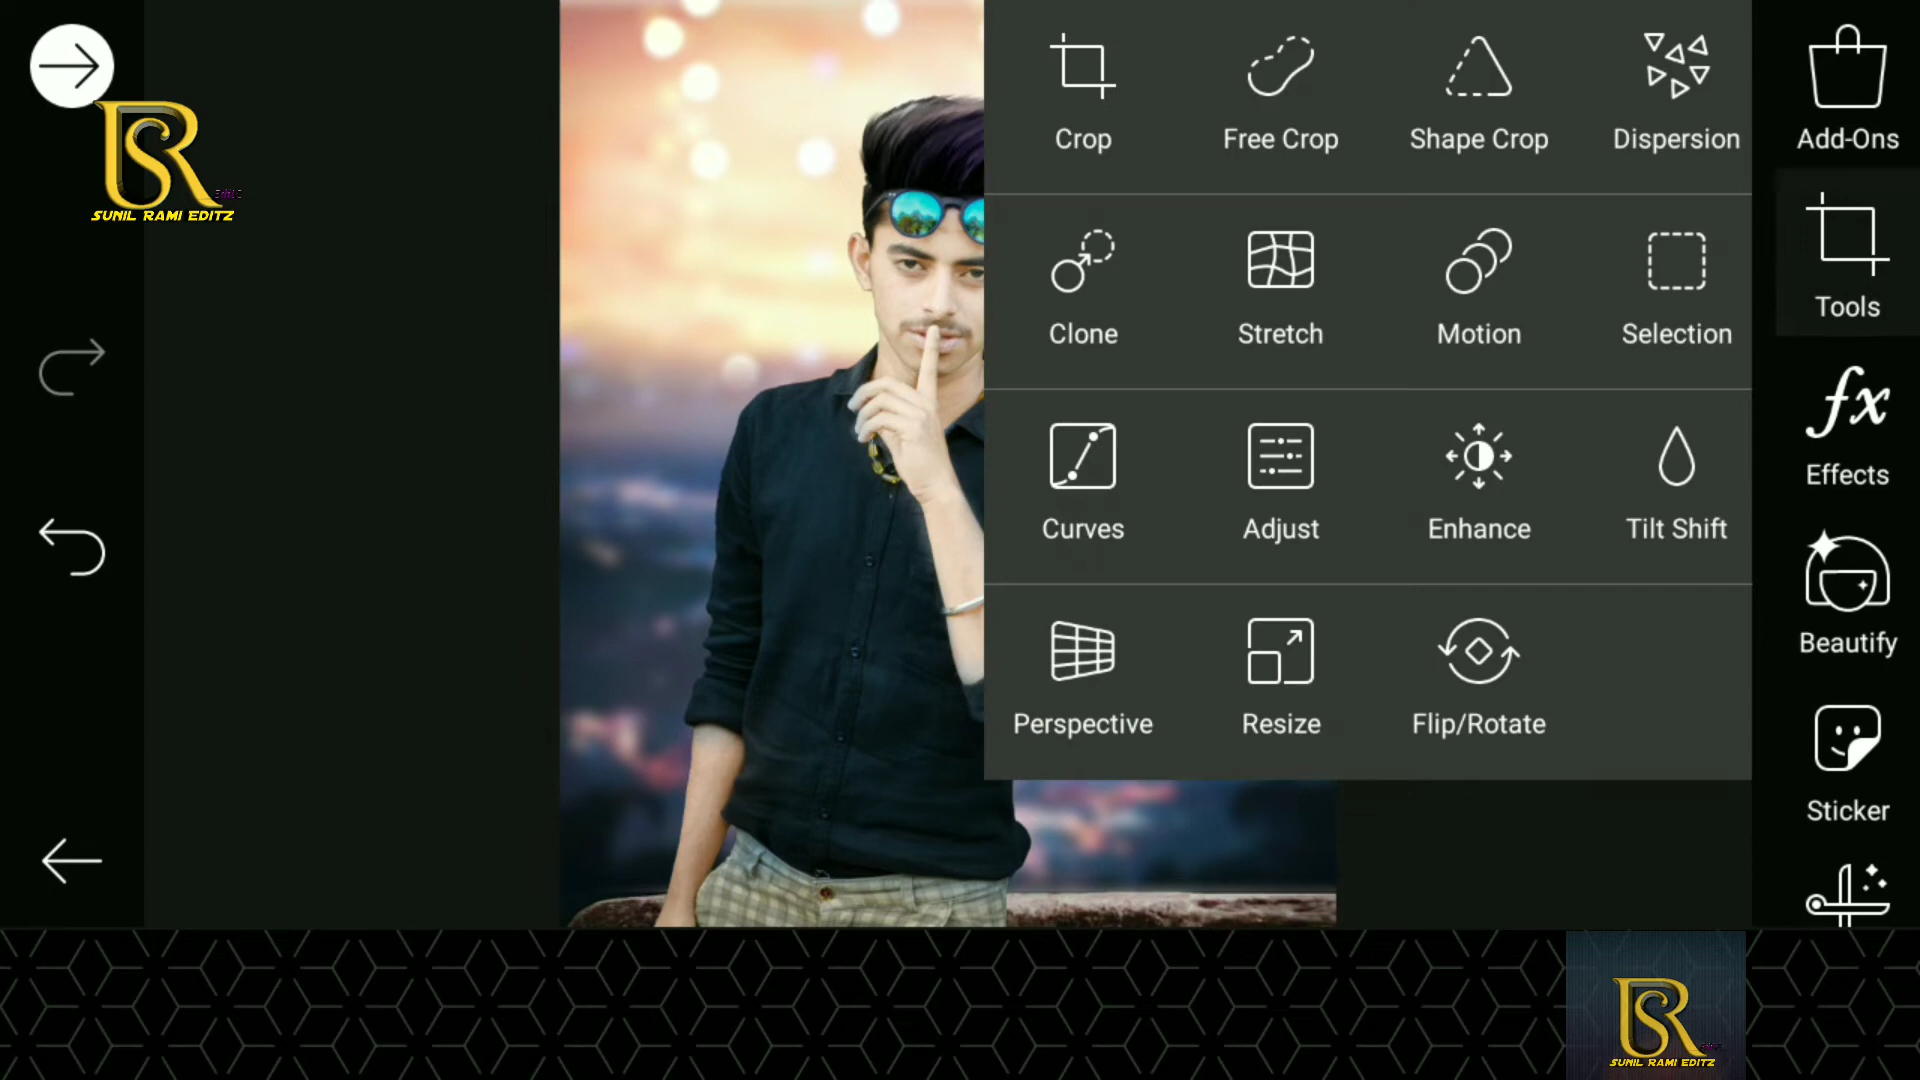 Crop
Free Crop
Shape Crop
Dispersion
Add-Ons
SUNIL RAMI EDITZ
Clone
Stretch
Motion
Selection
Tools
Curves
Adjust
Enhance
Tilt Shift
fx
Effects
Beautify
Perspective
Resize
Flip/Rotate
Sticker
SUNIL RAMI EDITZ